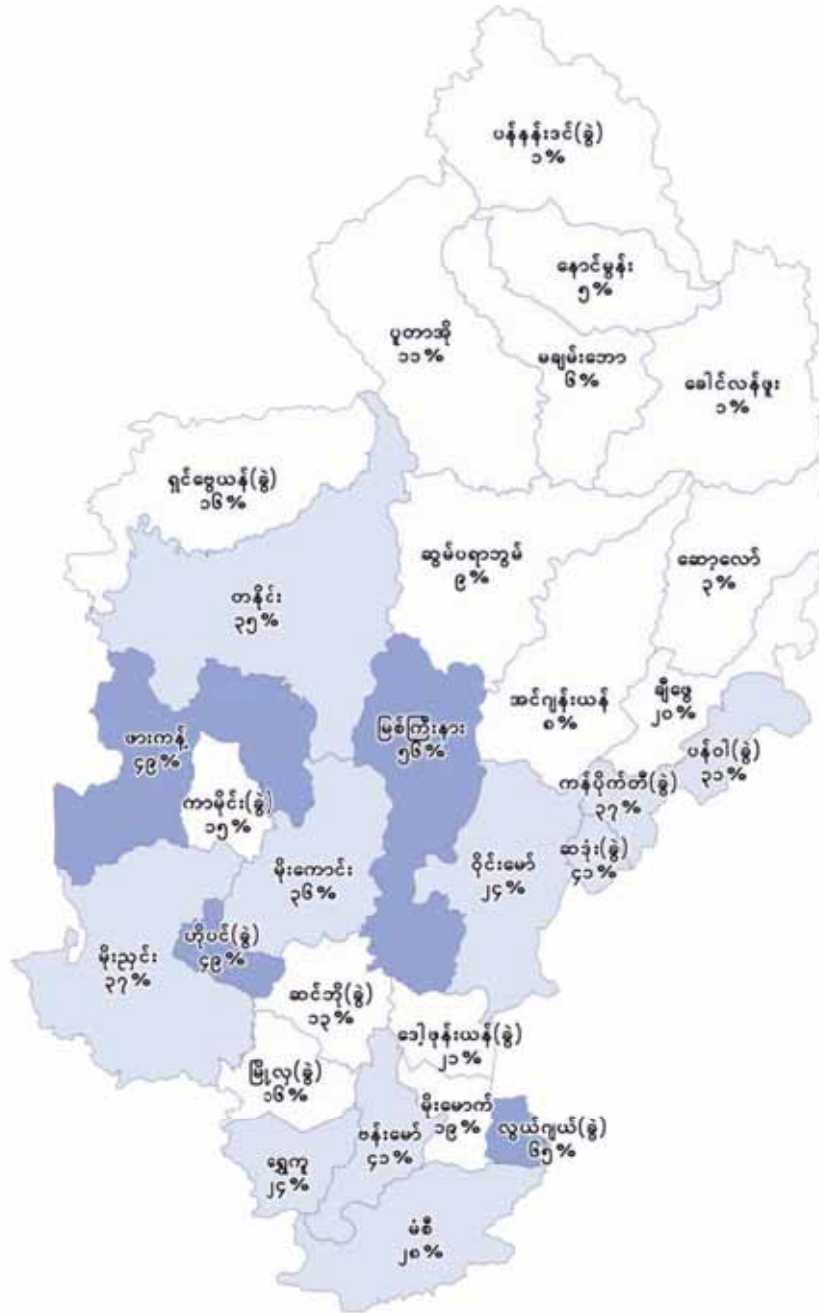 ပန်နန်းဒင်(ခွဲ)
၁%
နောင်မွန်း
၅%
ပူတာအို
၁၁%
မချမ်းဘော
၆%
ခေါင်လန်ဖူး
၁%
ရှင်ဗွေယန်(ခွဲ)
၁၆%
ဆွမ်ပရာဘွမ်
၉%
ဆော့လော်
၃%
တနိုင်း
၃၅%
အင်ဂျန်းယန်
၈%
ချီဖွေ
၂၀%
မြစ်ကြီးနား
၅၆%
ဖားကန့်
၄၉%
ပန်ဝါ(ခွဲ)
၃၁%
ကန်ပိုက်တီ(ခွဲ)
၃၇%
ကာမိုင်း(ခွဲ)
၁၅%
ဆဒုံး(ခွဲ)
၄၁%
မိုးကောင်း
၃၆%
ဝိုင်းမော်
၂၄%
ဟိုပင်(ခွဲ)
၄၉%
မိုးညှင်း
၃၇%
ဆင်ဘို(ခွဲ)
၁၃%
ဒေါ့ဖုန်းယန်(ခွဲ)
၂၁%
မြို့လှ(ခွဲ)
၁၆%
မိုးမောက်
၁၉%
လွယ်ဂျယ်(ခွဲ)
၆၅%
ဗန်းမော်
၄၁%
ရွှေကူ
၂၄%
မံစီ
၂၈%